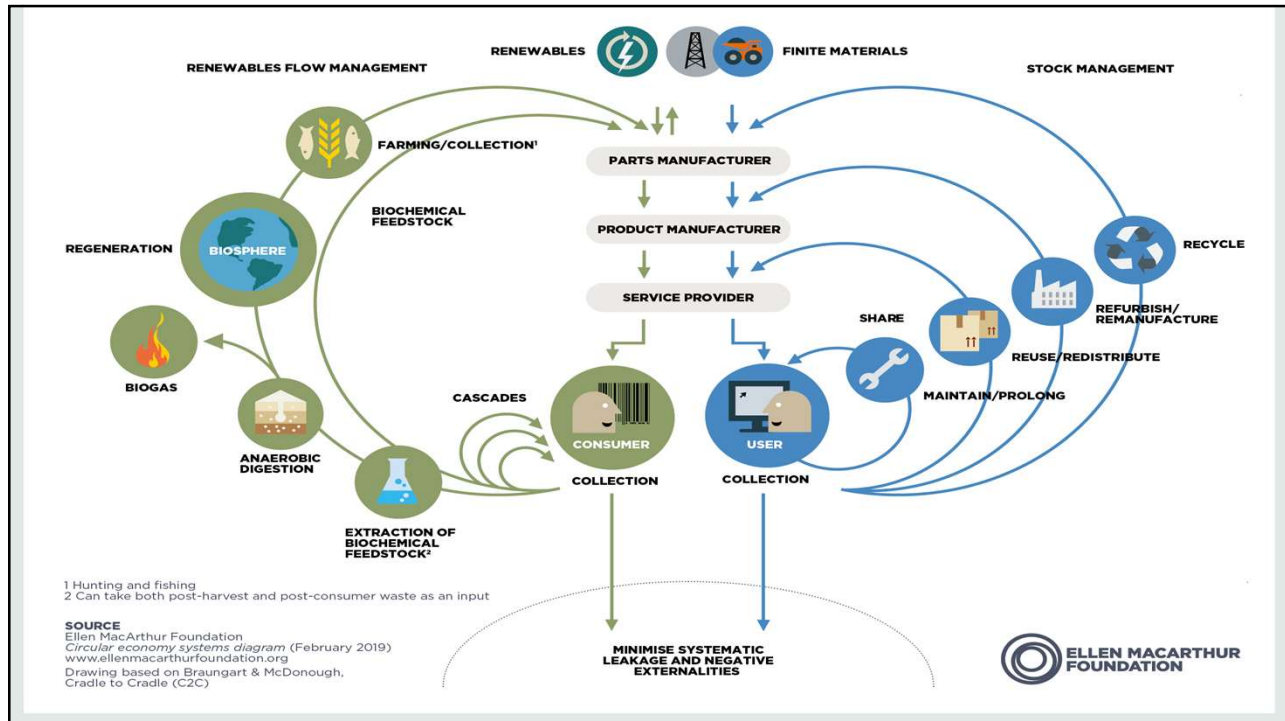 RENEWABLES
FINITE MATERIALS
RENEWABLES FLOW MANAGEMENT
STOCK MANAGEMENT
FARMING/COLLECTION¹
PARTS MANUFACTURER
BIOCHEMICAL
FEEDSTOCK
PRODUCT MANUFACTURER
REGENERATION
BIOSPHERE
RECYCLE
SERVICE PROVIDER
SHARE
REFURBISH/
REMANUFACTURE
REUSE/REDISTRIBUTE
BIOGAS
MAINTAIN/PROLONG
CASCADES
CONSUMER
USER
ANAEROBIC
DIGESTION
COLLECTION
COLLECTION
EXTRACTION OF
BIOCHEMICAL
FEEDSTOCK²
1 Hunting and fishing
2 Can take both post-harvest and post-consumer waste as an input
SOURCE
Ellen MacArthur Foundation
Circular economy systems diagram (February 2019)
www.ellenmacarthurfoundation.org
Drawing based on Braungart & McDonough,
Cradle to Cradle (C2C)
MINIMISE SYSTEMATIC
LEAKAGE AND NEGATIVE
EXTERNALITIES
ELLEN MACARTHUR
FOUNDATION